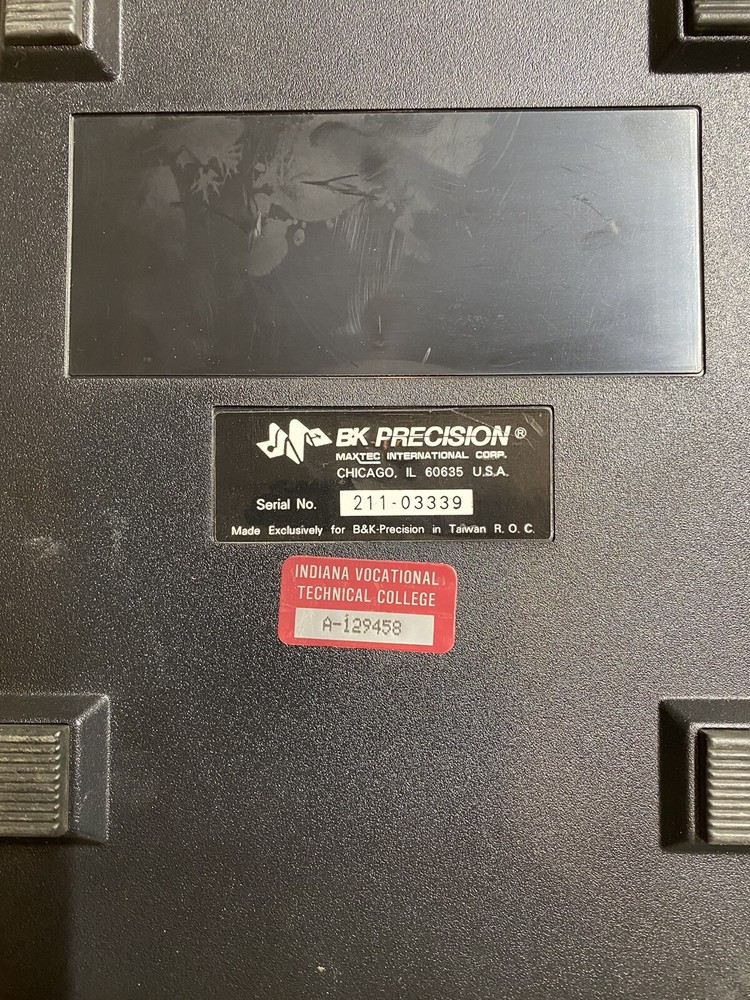 BK PRECISION ®
MAXTEC INTERNATIONAL CORP.
CHICAGO, IL 60635 U.S.A.
Serial No. 211-03339
Made Exclusively for B&K-Precision in Taiwan R. O. C.
INDIANA VOCATIONAL
TECHNICAL COLLEGE
A-129458